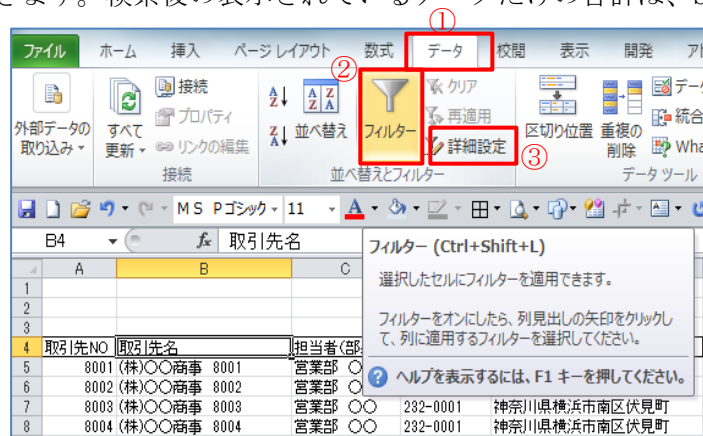 きます。検索後の表示されているデータだけの合計は、S
①
ファイル ホーム 挿入 ページ レイアウト 数式 データ 校閲 表示 開発 ア
②
外部データの取り込み
すべて更新
接続
プロパティ
リンクの編集
接続
並べ替え
フィルター
クリア
再適用
詳細設定
③
並べ替えとフィルター
区切り位置
重複の削除
データ
統合
Wha
データ ツール
MS Pゴシック 11
B4 fx 取引先名
フィルター (Ctrl+Shift+L)
選択したセルにフィルターを適用できます。
フィルターをオンにしたら、列見出しの矢印をクリックし
て、列に適用するフィルターを選択してください。
ヘルプを表示するには、F1 キーを押してください。
A B C
1
2
3
4 取引先NO 取引先名 担当者(部
5 8001 (株)〇〇商事 8001 営業部 〇
6 8002 (株)〇〇商事 8002 営業部 〇
7 8003 (株)〇〇商事 8003 営業部 〇〇 232-0001 神奈川県横浜市南区伏見町
8 8004 (株)〇〇商事 8004 営業部 〇〇 232-0001 神奈川県横浜市南区伏見町